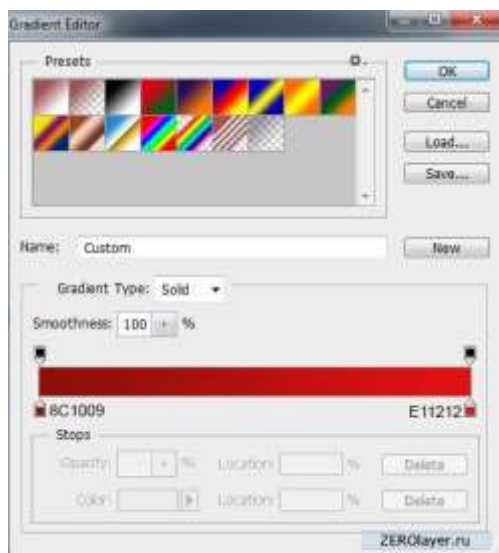 Gradient Editor
Presets
OK
Cancel
Load...
Save...
Name: Custom
New
Gradient Type: Solid
Smoothness: 100 %
8C1009 E11212
Stops
Opacity: % Location: % Delete
Color: Location: % Delete
ZEROlayer.ru